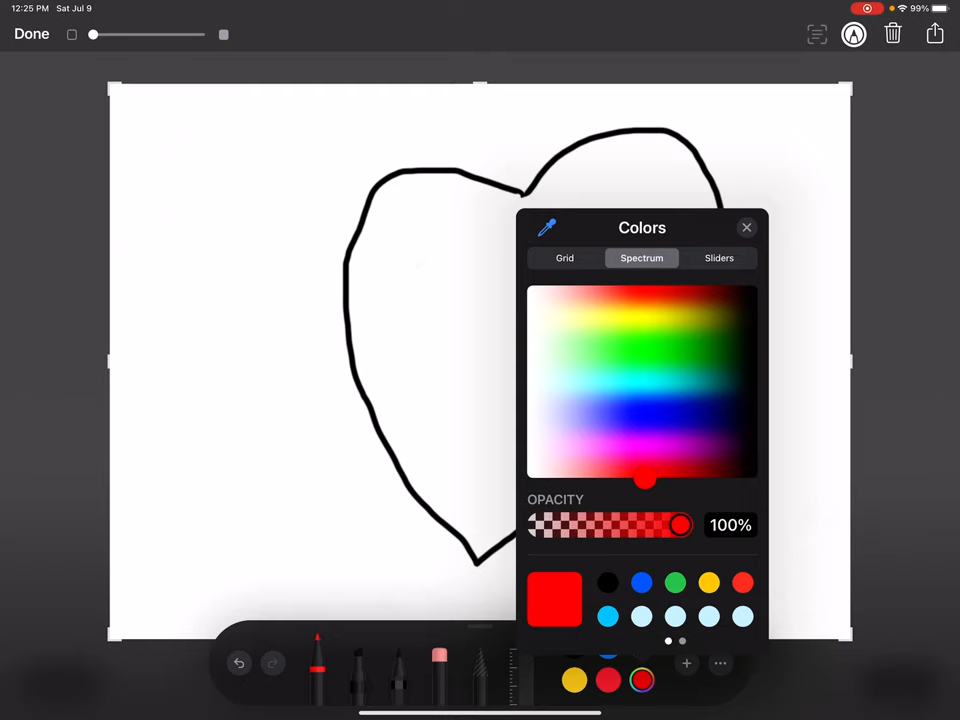 12:25 PM Sat Jul 9 99%
Done
Colors
Grid Spectrum Sliders
OPACITY
100%